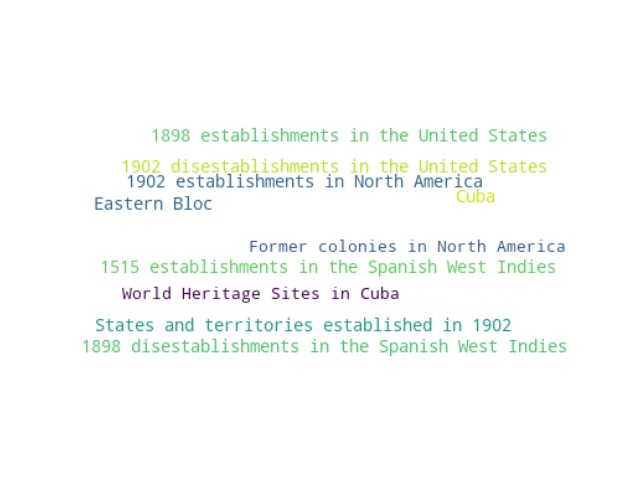 1898 establishments in the United States
1902 disestablishments in the United States
1902 establishments in North America
Cuba
Eastern Bloc
Former colonies in North America
1515 establishments in the Spanish West Indies
World Heritage Sites in Cuba
States and territories established in 1902
1898 disestablishments in the Spanish West Indies